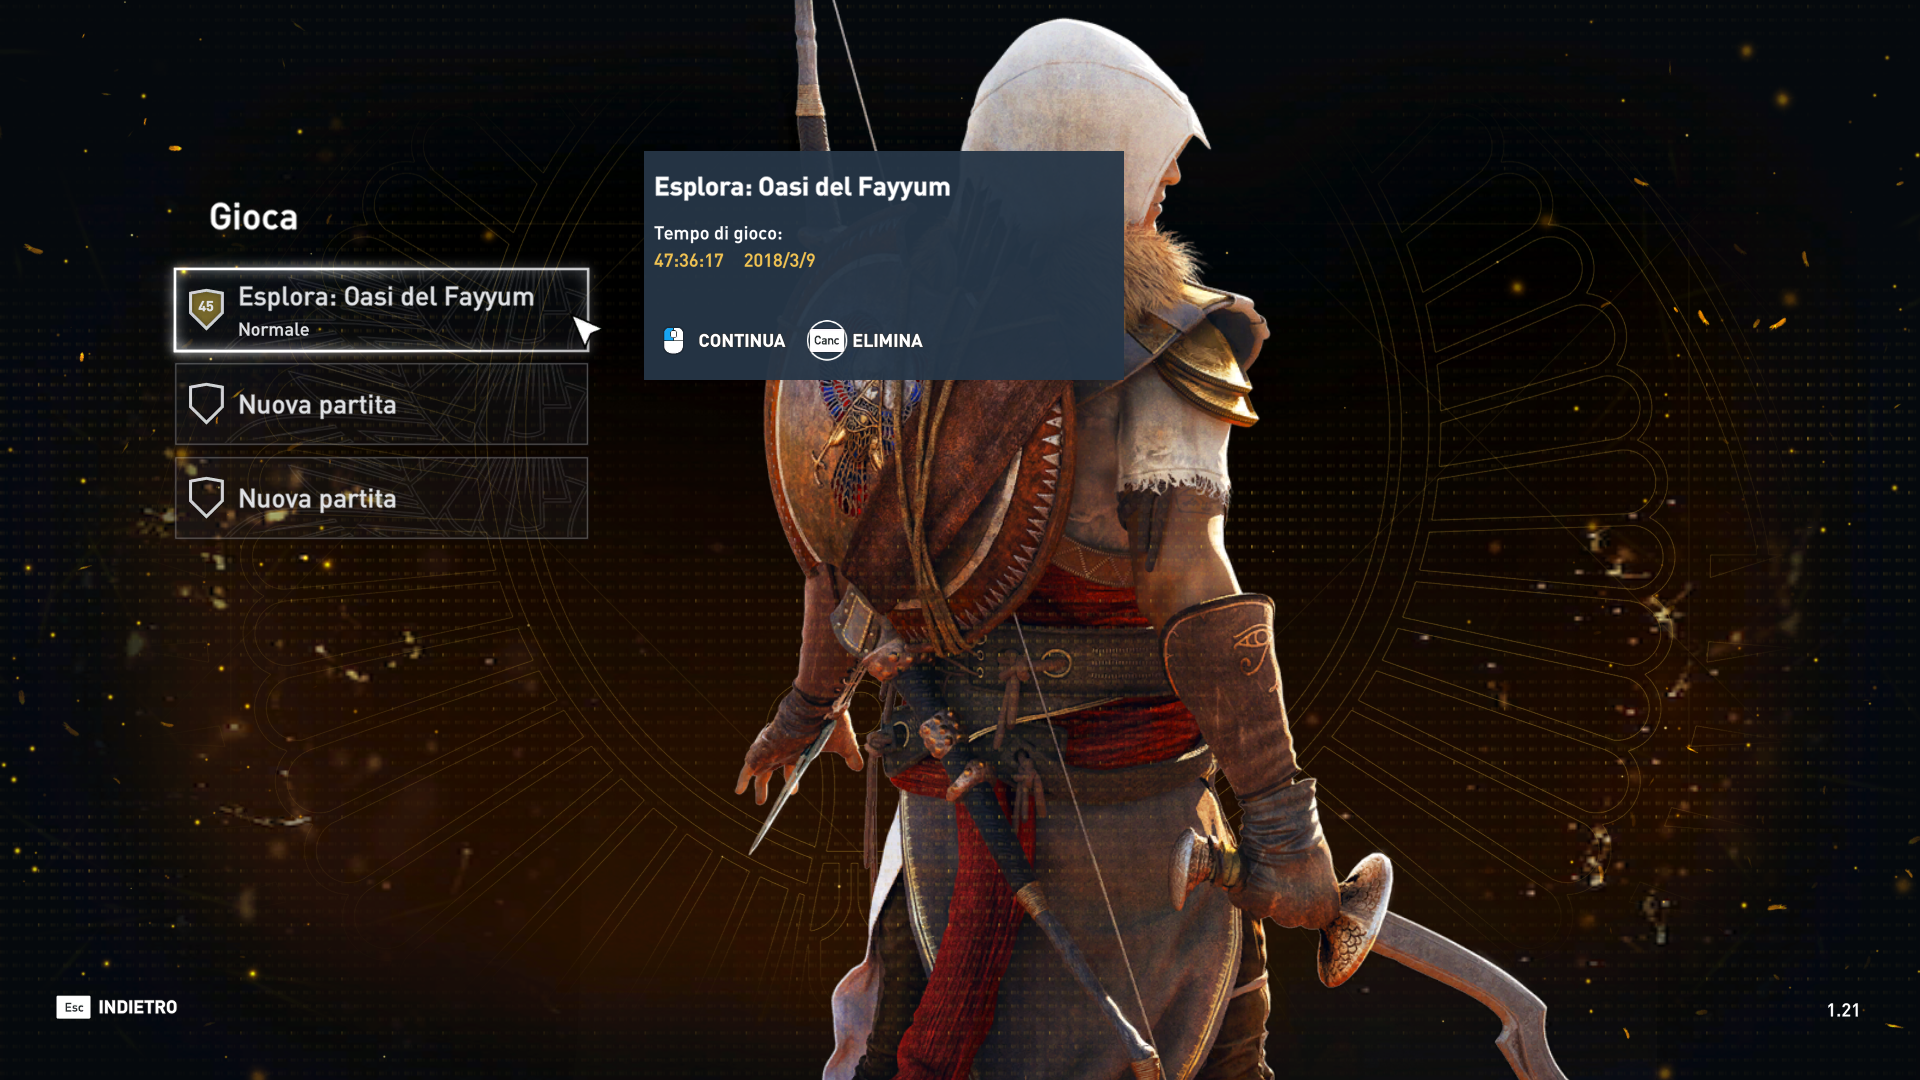 Gioca
45
Esplora: Oasi del Fayyum
Normale
Nuova partita
Nuova partita
Esplora: Oasi del Fayyum
Tempo di gioco:
47:36:17 2018/3/9
CONTINUA Canc ELIMINA
Esc INDIETRO
1.21